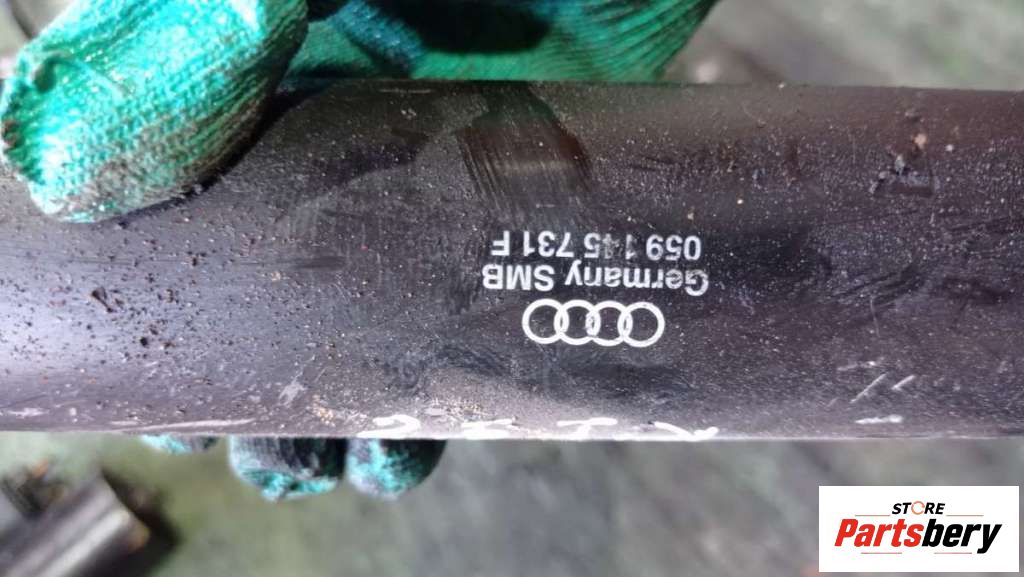 Germany SMB
059 145 731 F
STORE
Partsbery